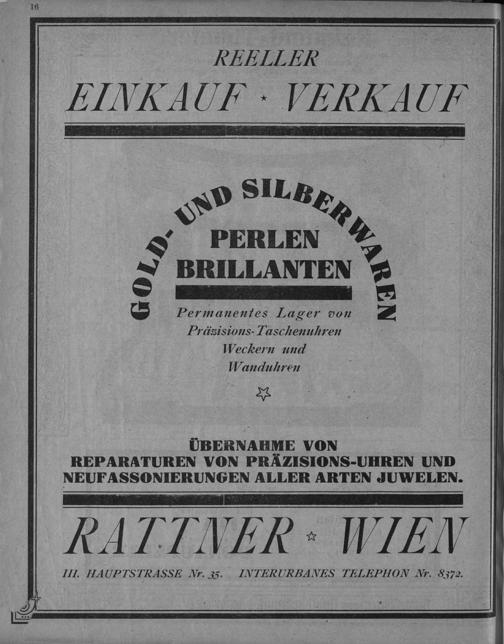 16
REELLER
EINKAUF ⋆ VERKAUF
GOLD- UND SILBERWAREN
PERLEN
BRILLANTEN
Permanentes Lager von
Präzisions-Taschenuhren
Weckern und
Wanduhren
ÜBERNAHME VON
REPARATUREN VON PRÄZISIONS-UHREN UND
NEUFASSONIERUNGEN ALLER ARTEN JUWELEN.
RATTNER ⋆ WIEN
III. HAUPTSTRASSE Nr. 35. INTERURBANES TELEPHON Nr. 8372.